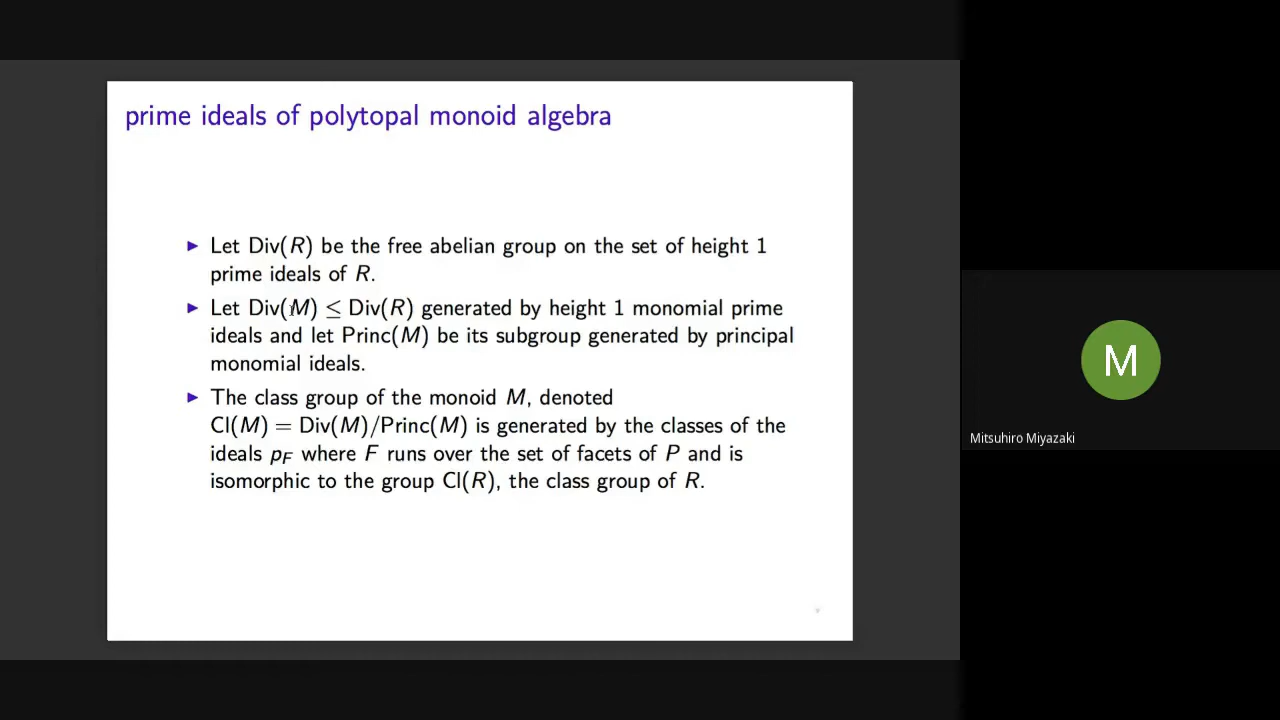 prime ideals of polytopal monoid algebra
▶ Let Div(R) be the free abelian group on the set of height 1
prime ideals of R.
▶ Let Div(M) ≤ Div(R) generated by height 1 monomial prime
ideals and let Princ(M) be its subgroup generated by principal
monomial ideals.
▶ The class group of the monoid M, denoted
Cl(M) = Div(M)/Princ(M) is generated by the classes of the
ideals p_F where F runs over the set of facets of P and is
isomorphic to the group Cl(R), the class group of R.
M
Mitsuhiro Miyazaki